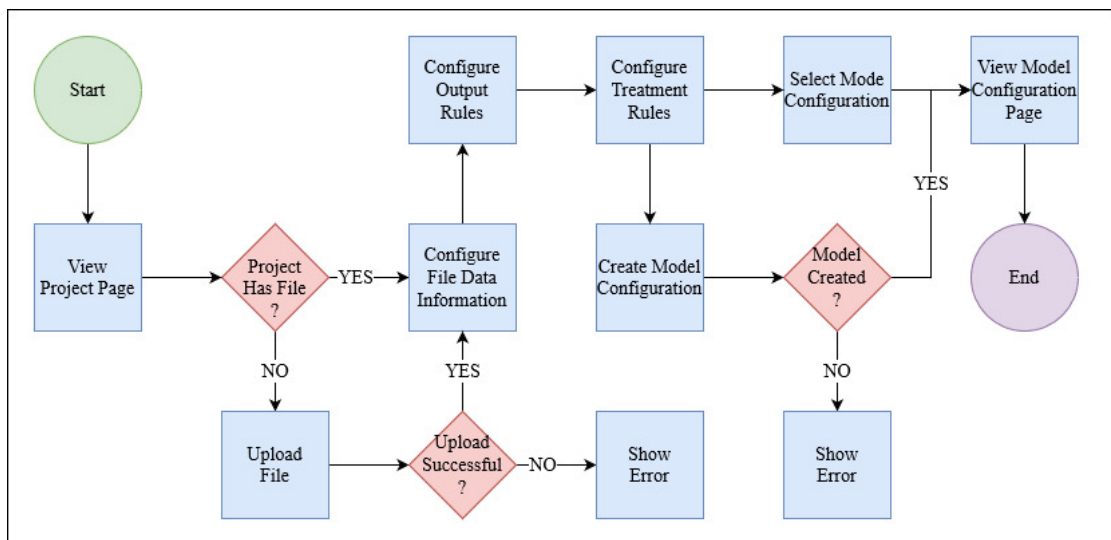 Start
Configure
Output
Rules
Configure
Treatment
Rules
Select Mode
Configuration
View Model
Configuration
Page
YES
View
Project Page
Project
Has File
?
YES
Configure
File Data
Information
Create Model
Configuration
Model
Created
?
End
NO
YES
NO
Upload
File
Upload
Successful
?
NO
Show
Error
Show
Error